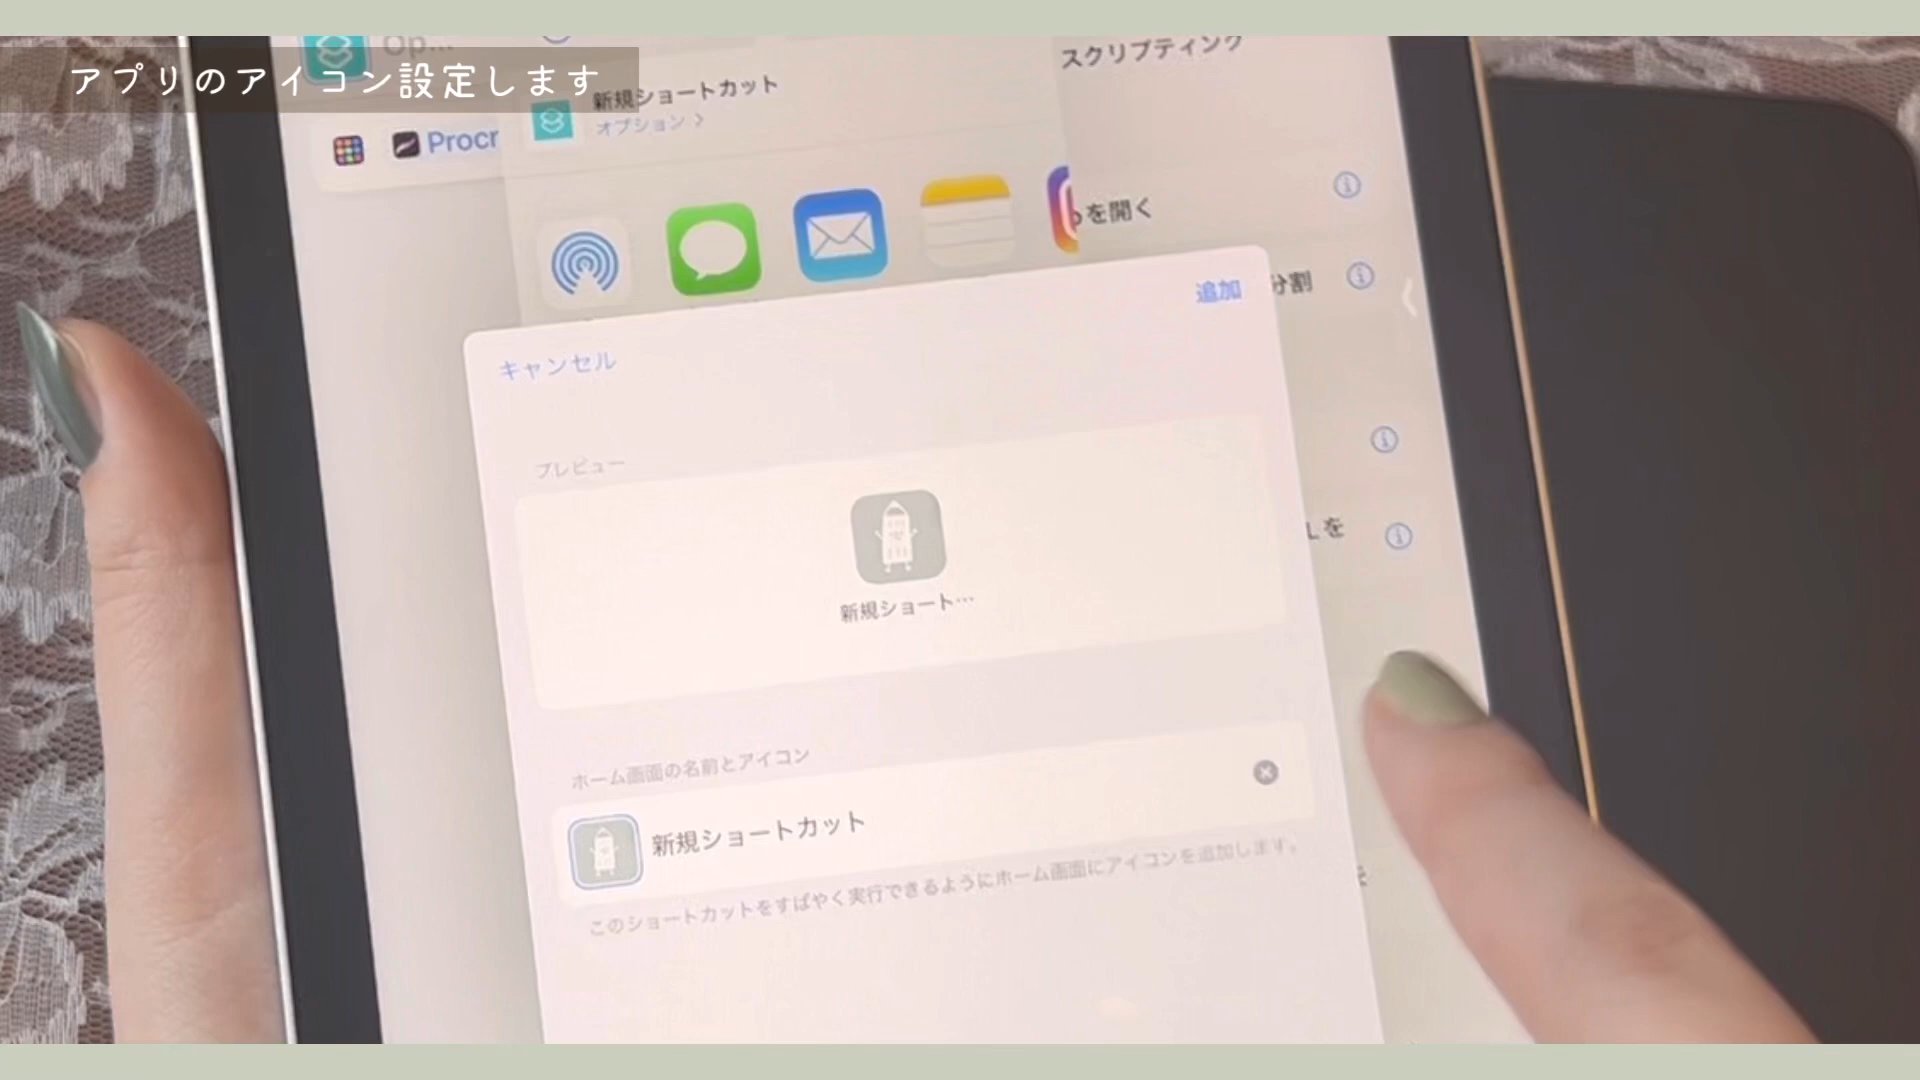 アプリのアイコン設定します
Op...
スクリプティング
新規ショートカット
オプション >
Procr
を開く
分割
追加
キャンセル
プレビュー
Lを
新規ショート…
ホーム画面の名前とアイコン
新規ショートカット
このショートカットをすばやく実行できるようにホーム画面にアイコンを追加します。
を